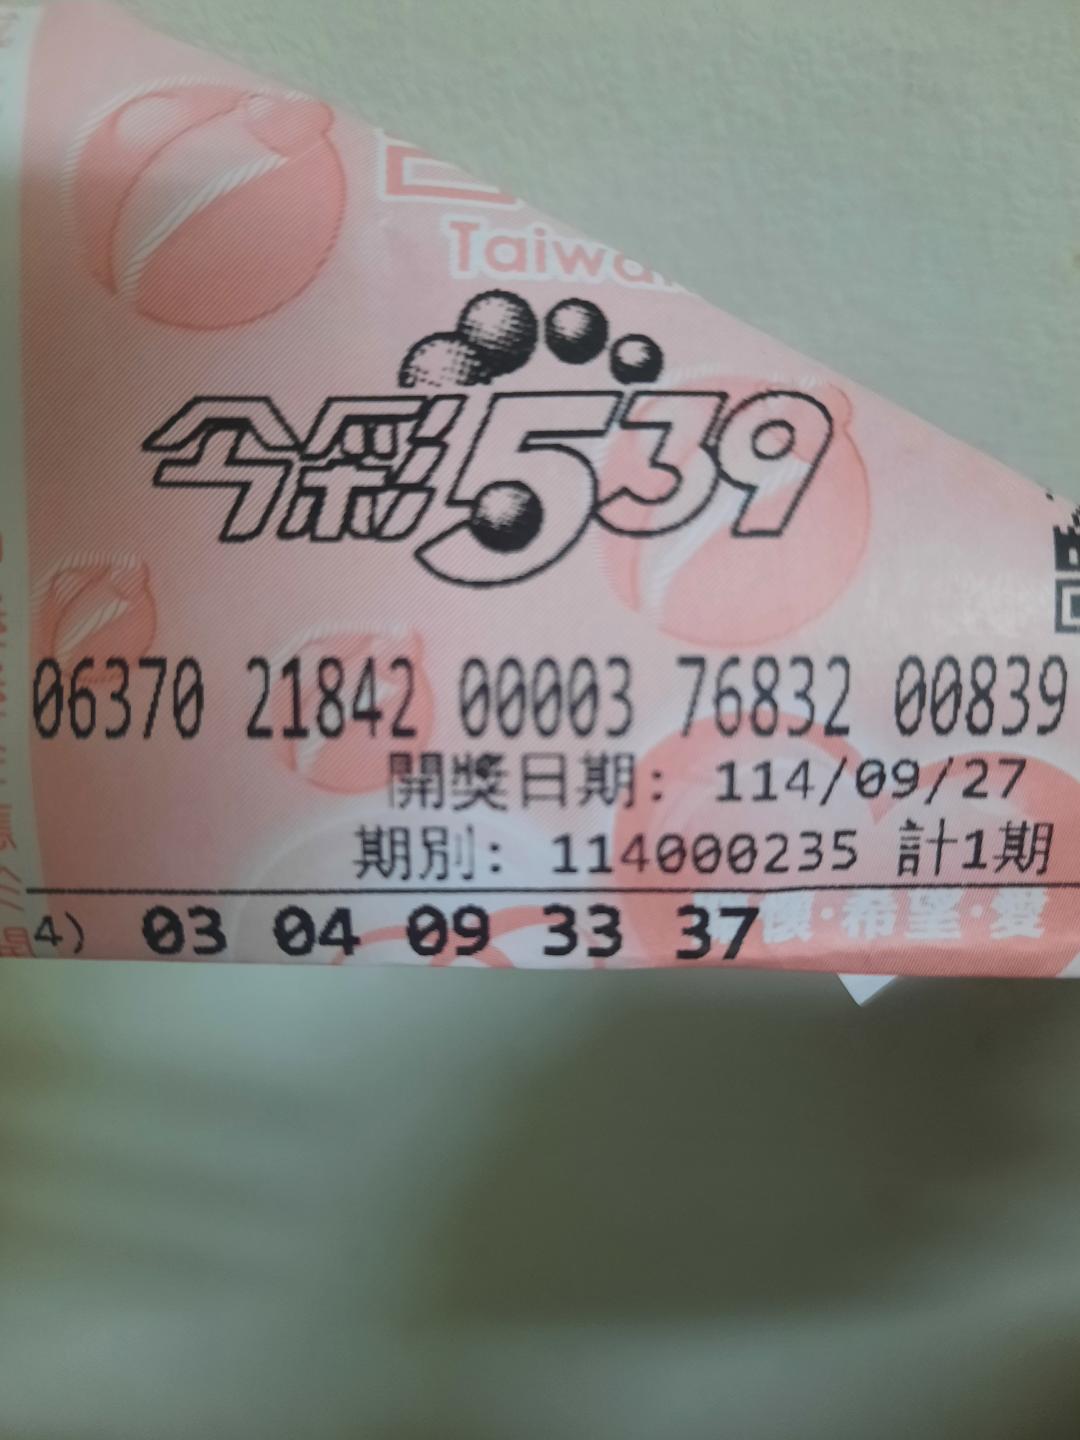 Taiwa
今彩539
06370 21842 00003 76832 00839
開獎日期: 114/09/27
期別: 114000235 計1期
懷·希望·愛
4) 03 04 09 33 37